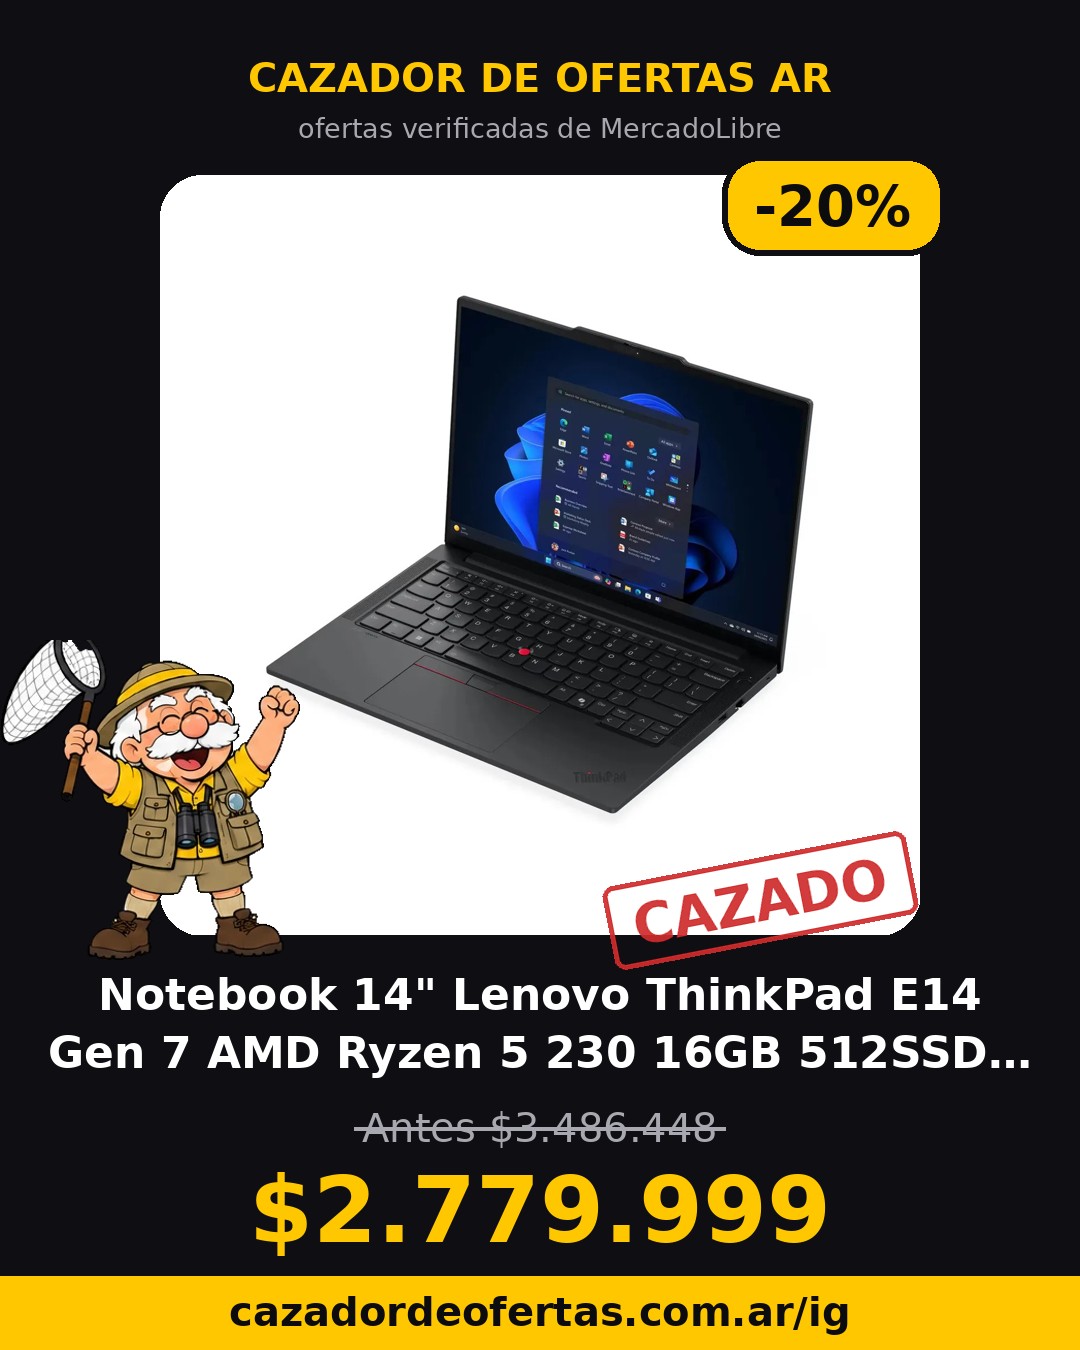 CAZADOR DE OFERTAS AR
ofertas verificadas de MercadoLibre
-20%
ThinkPad
CAZADO
Notebook 14" Lenovo ThinkPad E14
Gen 7 AMD Ryzen 5 230 16GB 512SSD...
Antes $3.486.448
$2.779.999
cazadordeofertas.com.ar/ig